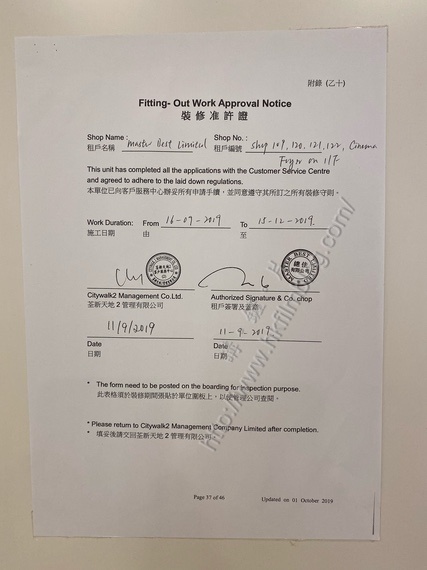 附錄 (乙十)
Fitting- Out Work Approval Notice
裝 修 准 許 證
Shop Name : Master Best Limited Shop No. : Shop 109, 120, 121, 122, Cinema
租戶名稱 租戶編號 Foyer on 1/F
This unit has completed all the applications with the Customer Service Centre
and agreed to adhere to the laid down regulations.
本單位已向客戶服務中心辦妥所有申請手續，並同意遵守其所訂之所有裝修守則。
Work Duration: From 16-09-2019 To 15-12-2019.
施工日期 由 至
Citywalk2 Management Co.Ltd. Authorized Signature & Co. chop
荃新天地 2 管理有限公司 租戶簽署及蓋章
11/9/2019 11-9-2019
Date Date
日期 日期
* The form need to be posted on the boarding for inspection purpose.
此表格須於裝修期間張貼於單位圍板上，以便管理公司查閱。
* Please return to Citywalk2 Management Company Limited after completion.
* 填妥後請交回荃新天地 2 管理有限公司。
Page 37 of 46 Updated on 01 October 2019